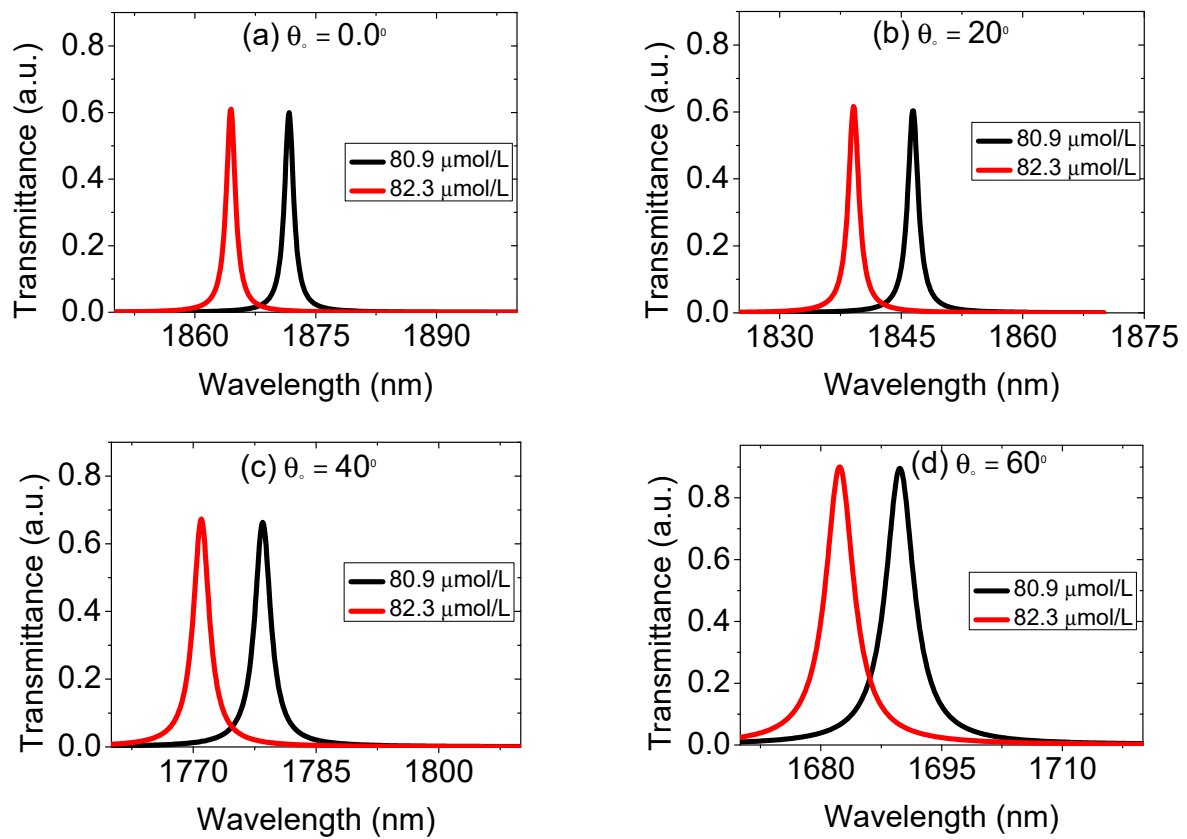 (a) θ₀ = 0.0⁰
Transmittance (a.u.)
0.8
0.6
0.4
0.2
0.0
80.9 μmol/L
82.3 μmol/L
1860 1875 1890
Wavelength (nm)
(b) θ₀ = 20⁰
Transmittance (a.u.)
0.8
0.6
0.4
0.2
0.0
80.9 μmol/L
82.3 μmol/L
1830 1845 1860 1875
Wavelength (nm)
(c) θ₀ = 40⁰
Transmittance (a.u.)
0.8
0.6
0.4
0.2
0.0
80.9 μmol/L
82.3 μmol/L
1770 1785 1800
Wavelength (nm)
(d) θ₀ = 60⁰
Transmittance (a.u.)
0.8
0.6
0.4
0.2
0.0
80.9 μmol/L
82.3 μmol/L
1680 1695 1710
Wavelength (nm)